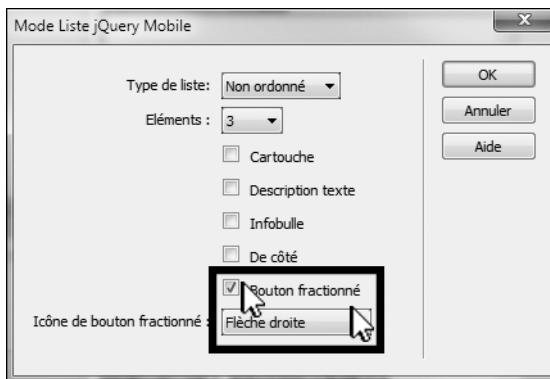 Mode Liste jQuery Mobile
Type de liste: Non ordonné
Eléments : 3
Cartouche
Description texte
Infobulle
De côté
Bouton fractionné
Icône de bouton fractionné : Flèche droite
OK
Annuler
Aide